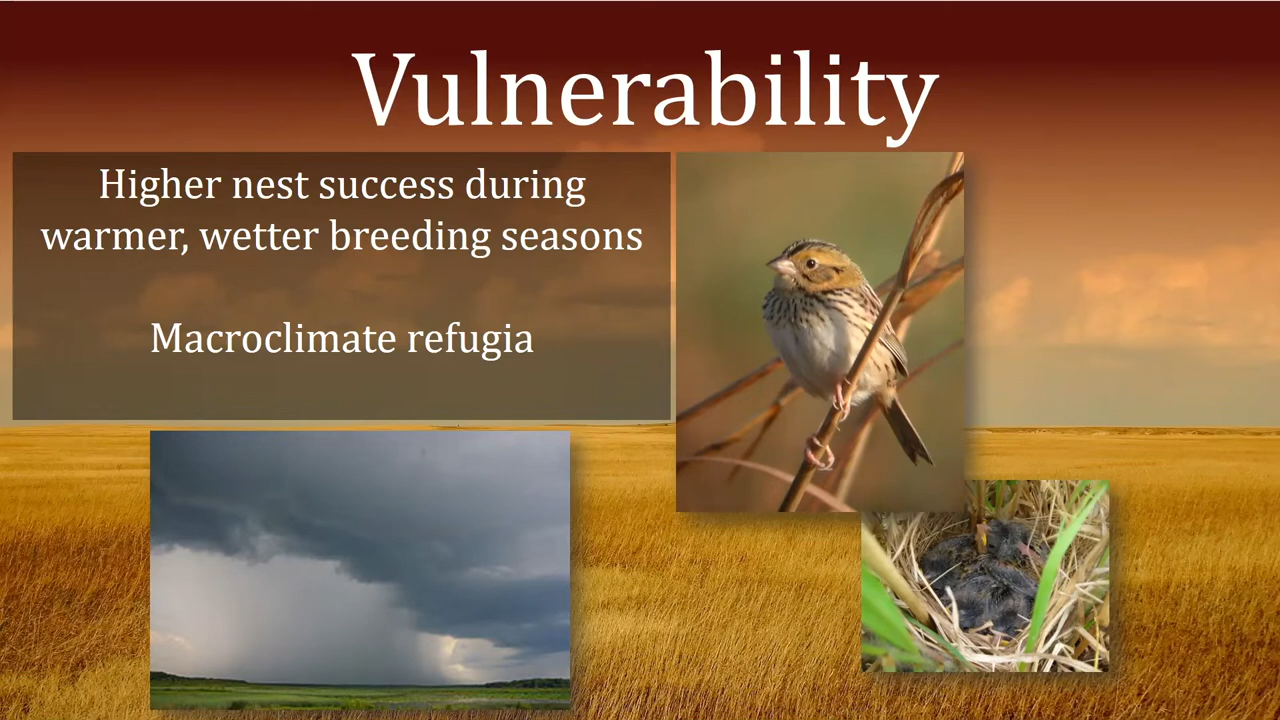 Vulnerability
Higher nest success during
warmer, wetter breeding seasons
Macroclimate refugia